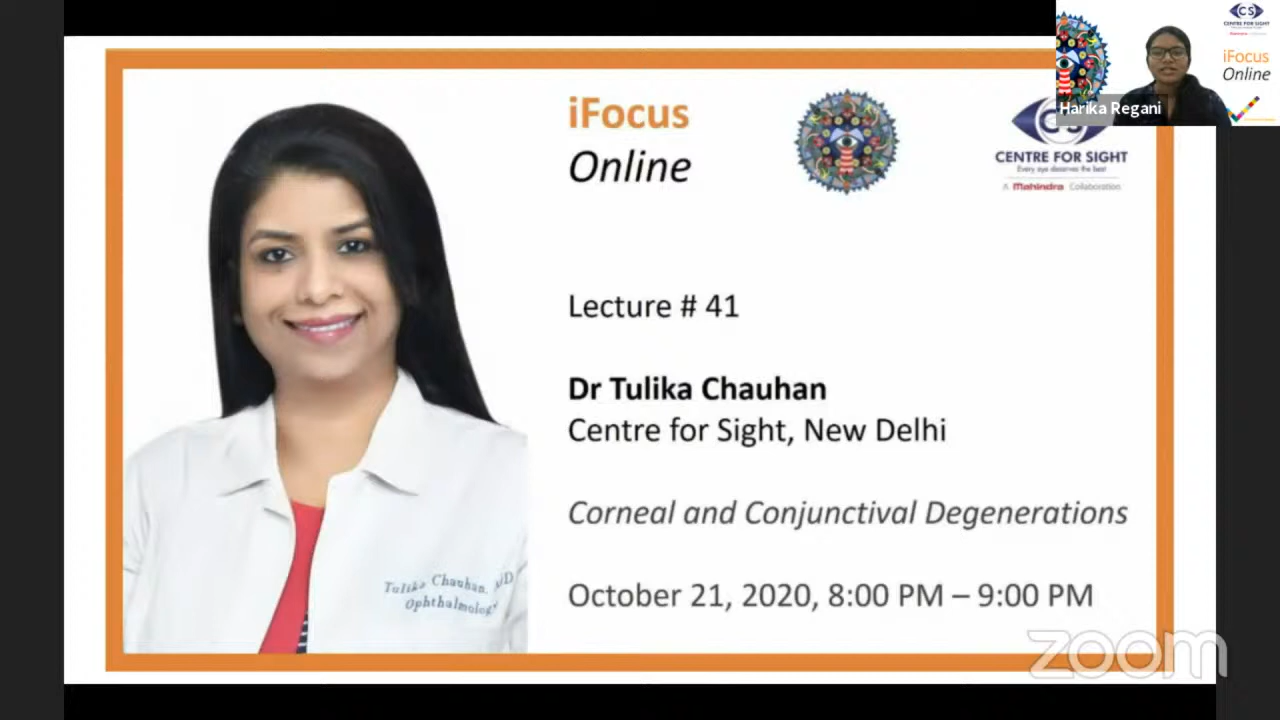 iFocus
Online
CS
CENTRE FOR SIGHT
Every eye deserves the best
A Mahindra Collaboration
CS
CENTRE FOR SIGHT
iFocus
Online
Harika Regani
Lecture # 41
Dr Tulika Chauhan
Centre for Sight, New Delhi
Corneal and Conjunctival Degenerations
October 21, 2020, 8:00 PM – 9:00 PM
Tulika Chauhan, MD
Ophthalmology
zoom